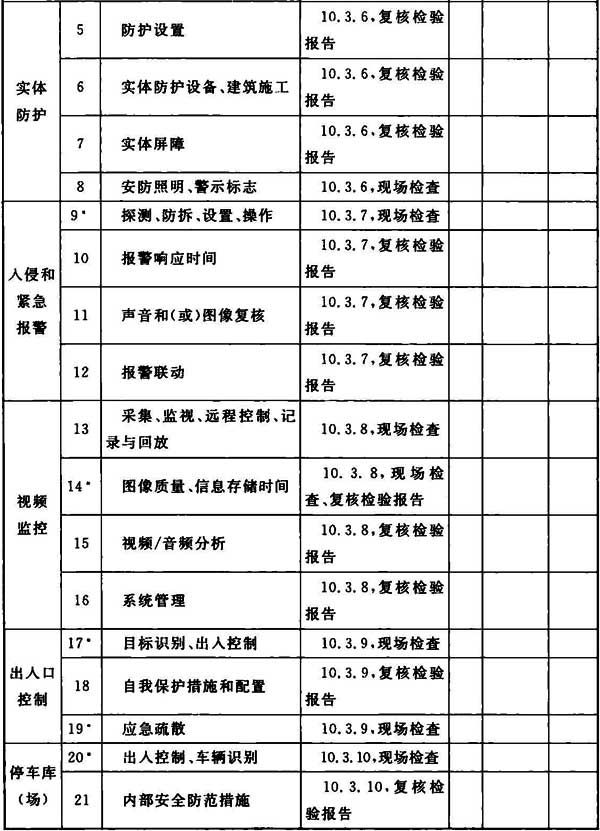 实体
防护
5 防护设置 10.3.6,复核检验
报告
6 实体防护设备、建筑施工 10.3.6,复核检验
报告
7 实体屏障 10.3.6,复核检验
报告
8 安防照明、警示标志 10.3.6,现场检查
入侵和
紧急
报警
9* 探测、防拆、设置、操作 10.3.7,现场检查
10 报警响应时间 10.3.7,复核检验
报告
11 声音和(或)图像复核 10.3.7,复核检验
报告
12 报警联动 10.3.7,复核检验
报告
视频
监控
13 采集、监视、远程控制、记
录与回放 10.3.8,现场检查
14* 图像质量、信息存储时间 10.3.8,现场检
查、复核检验报告
15 视频/音频分析 10.3.8,复核检验
报告
16 系统管理 10.3.8,复核检验
报告
出入口
控制
17* 目标识别、出入控制 10.3.9,现场检查
18 自我保护措施和配置 10.3.9,复核检验
报告
19* 应急疏散 10.3.9,现场检查
停车库
(场)
20* 出入控制、车辆识别 10.3.10,现场检查
21 内部安全防范措施 10.3.10,复核检
验报告